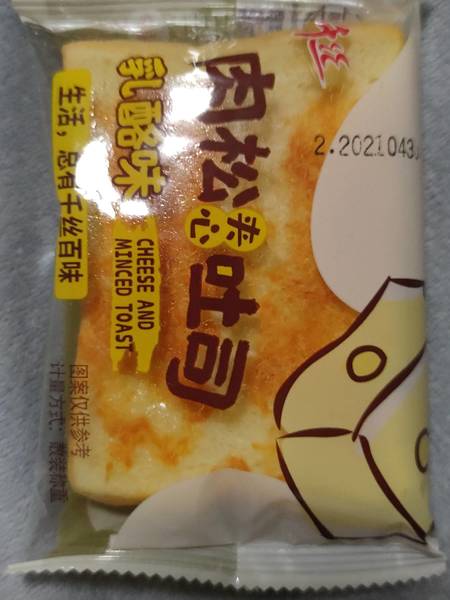 肉松
夹心
吐司
乳酪味
CHEESE AND
MINCED TOAST
生活，总有千丝百味
2.2021043
图案仅供参考
计量方式：散装称重